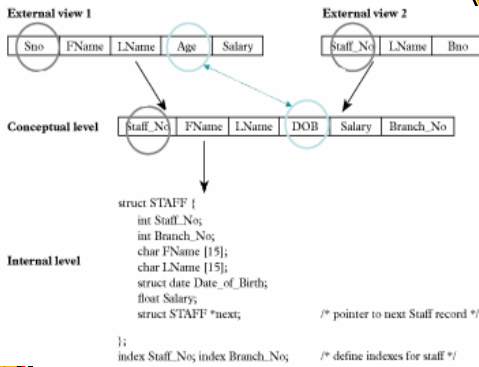 External view 1 External view 2
Sno FName LName Age Salary Staff_No LName Bno
Conceptual level Staff_No FName LName DOB Salary Branch_No
struct STAFF {
int Staff_No;
int Branch_No;
char FName [15];
char LName [15];
Internal level struct date Date_of_Birth;
float Salary;
struct STAFF *next; /* pointer to next Staff record */
};
index Staff_No; index Branch_No; /* define indexes for staff */